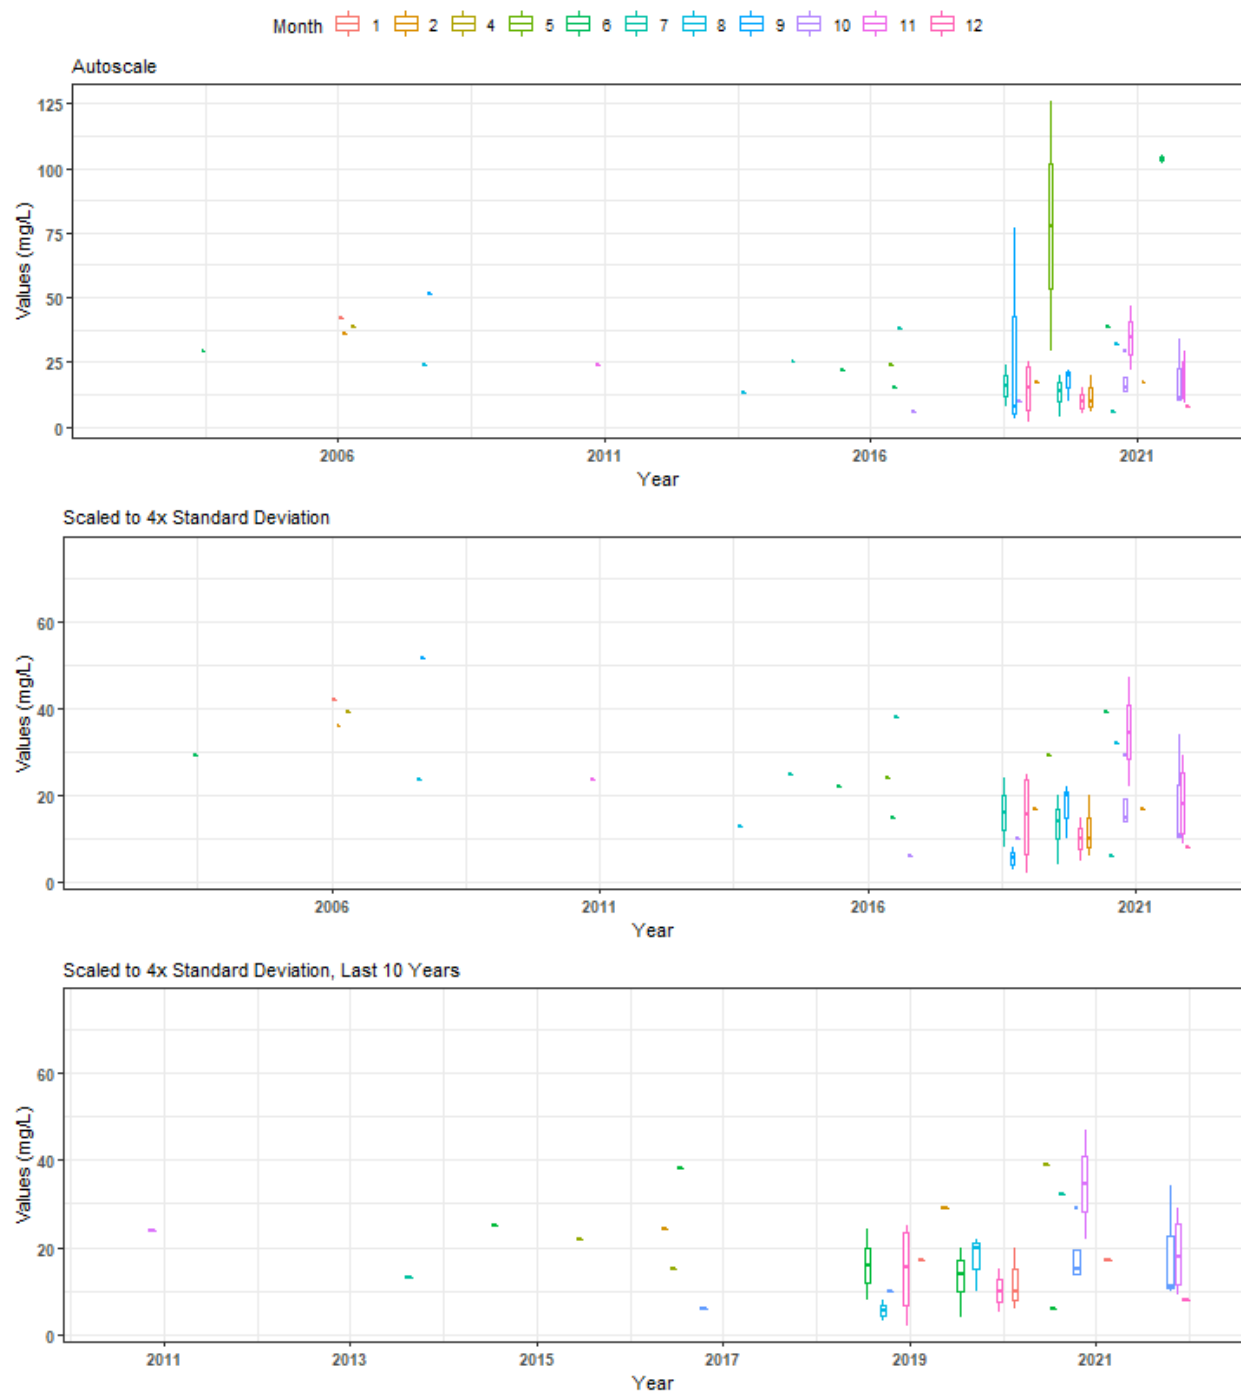 Month 1 2 4 5 6 7 8 9 10 11 12
Autoscale
125
100
75
50
25
0
Values (mg/L)
2006 2011 2016 2021
Year
Scaled to 4x Standard Deviation
60
40
20
0
Values (mg/L)
2006 2011 2016 2021
Year
Scaled to 4x Standard Deviation, Last 10 Years
60
40
20
0
Values (mg/L)
2011 2013 2015 2017 2019 2021
Year